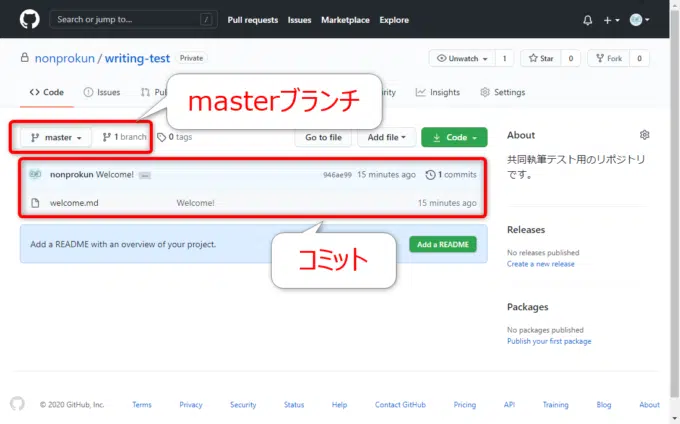 Search or jump to... / Pull requests Issues Marketplace Explore
nonprokun / writing-test Private Unwatch 1 Star 0 Fork 0
Code Issues Insights Settings
masterブランチ
master 1 branch 0 tags Go to file Add file Code
nonprokun Welcome! ... 946ae99 15 minutes ago 1 commits
welcome.md Welcome! 15 minutes ago
Add a README with an overview of your project. Add a README
コミット
About
共同執筆テスト用のリポジトリ
です。
Releases
No releases published
Create a new release
Packages
No packages published
Publish your first package
© 2020 GitHub, Inc. Terms Privacy Security Status Help Contact GitHub Pricing API Training Blog About